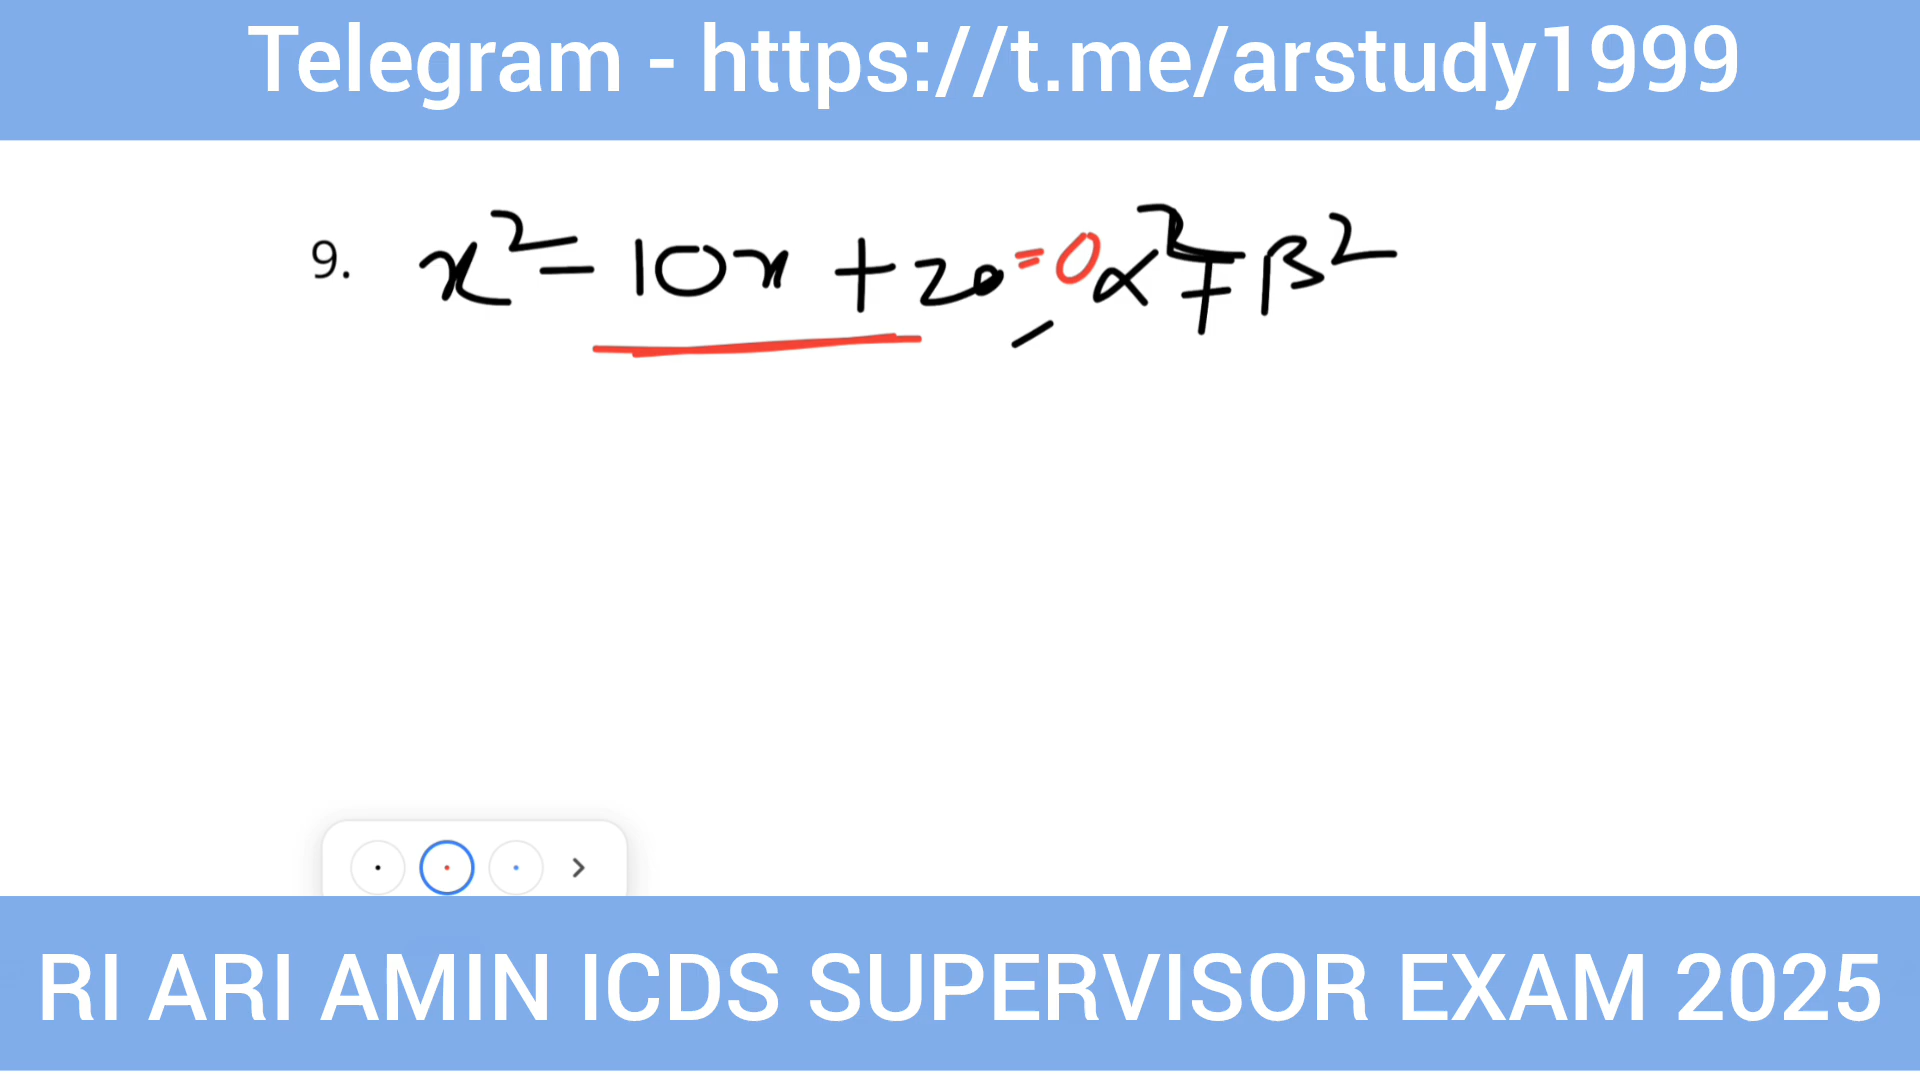 Telegram - https://t.me/arstudy1999
9. x² - 10x + 20 = 0, α² + β²
RI ARI AMIN ICDS SUPERVISOR EXAM 2025